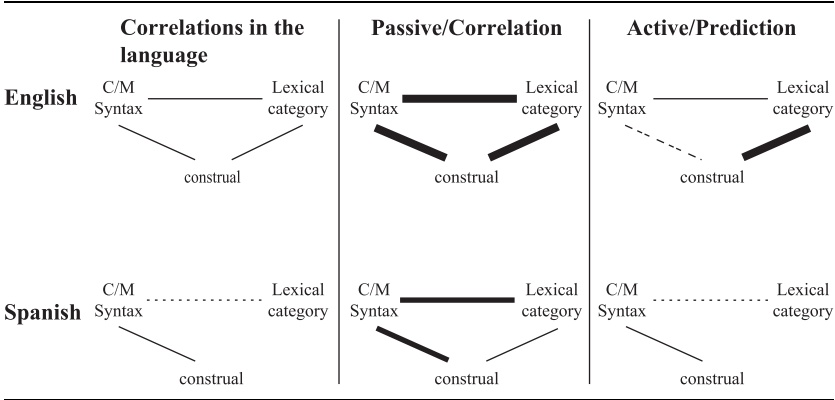 Correlations in the language
Passive/Correlation
Active/Prediction
English
C/M Syntax
Lexical category
construal
C/M Syntax
Lexical category
construal
C/M Syntax
Lexical category
construal
Spanish
C/M Syntax
Lexical category
construal
C/M Syntax
Lexical category
construal
C/M Syntax
Lexical category
construal